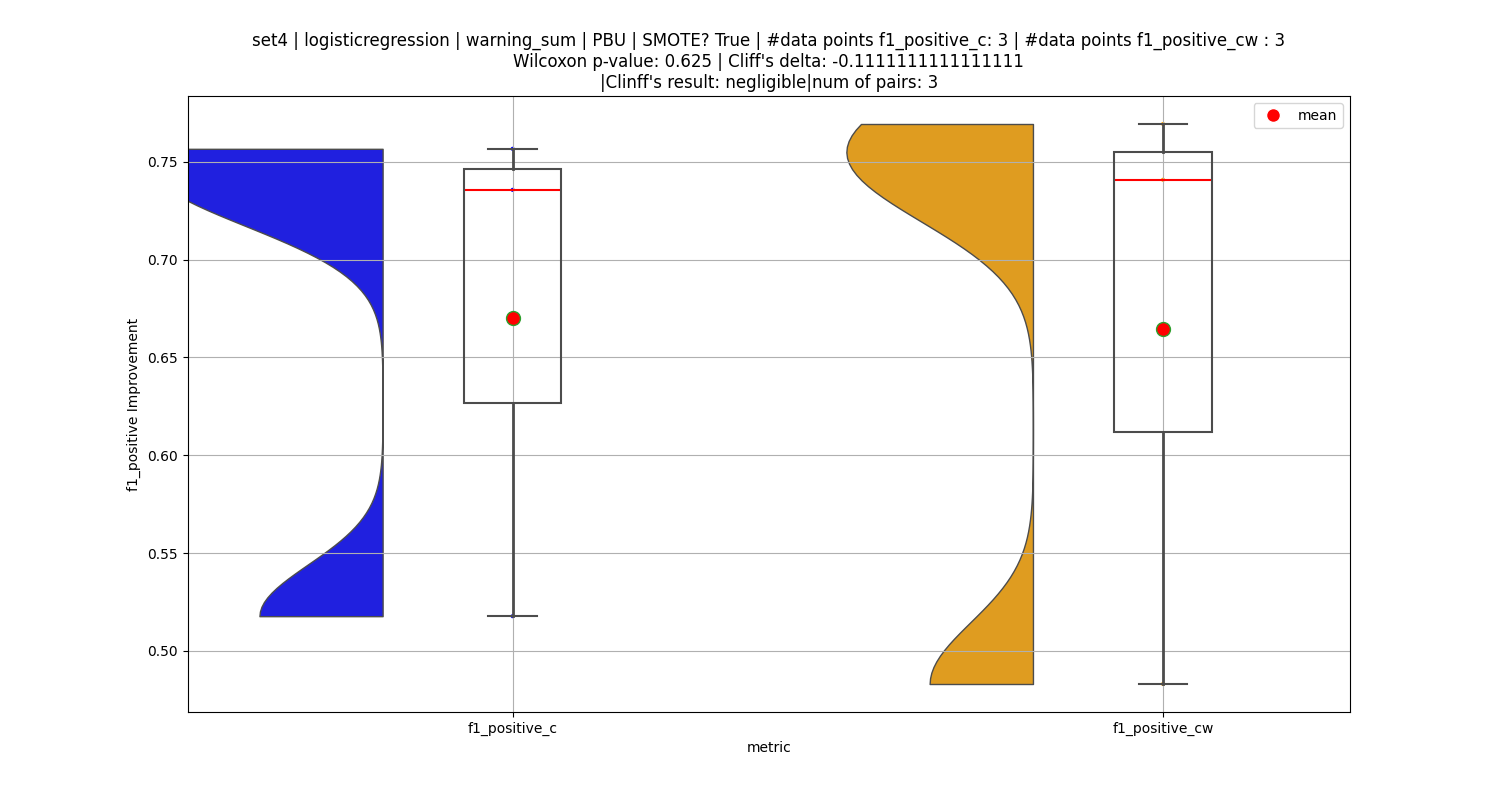 set4 | logisticregression | warning_sum | PBU | SMOTE? True | #data points f1_positive_c: 3 | #data points f1_positive_cw : 3
Wilcoxon p-value: 0.625 | Cliff's delta: -0.1111111111111111
|Clinff's result: negligible|num of pairs: 3
mean
0.75
0.70
0.65
0.60
0.55
0.50
f1_positive Improvement
f1_positive_c
f1_positive_cw
metric